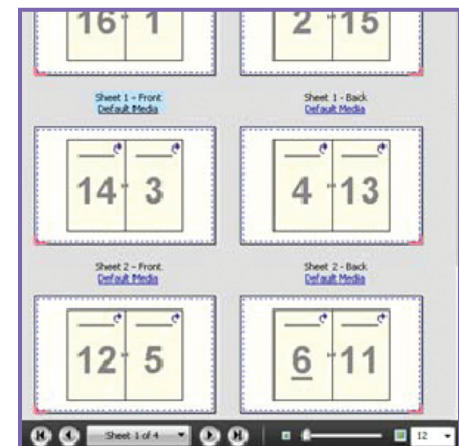 16 1 2 15
Sheet 1 - Front Sheet 1 - Back
Default Media Default Media
14 3 4 13
Sheet 2 - Front Sheet 2 - Back
Default Media Default Media
12 5 6 11
Sheet 1 of 4 12